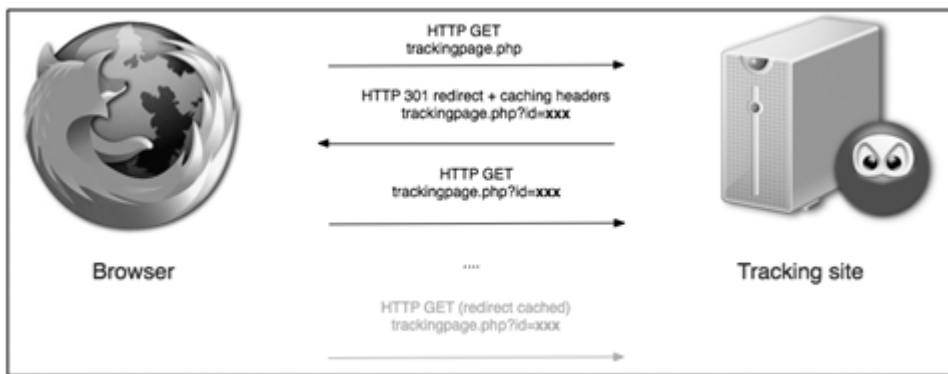 HTTP GET
trackingpage.php
HTTP 301 redirect + caching headers
trackingpage.php?id=xxx
HTTP GET
trackingpage.php?id=xxx
....
Browser
Tracking site
HTTP GET (redirect cached)
trackingpage.php?id=xxx